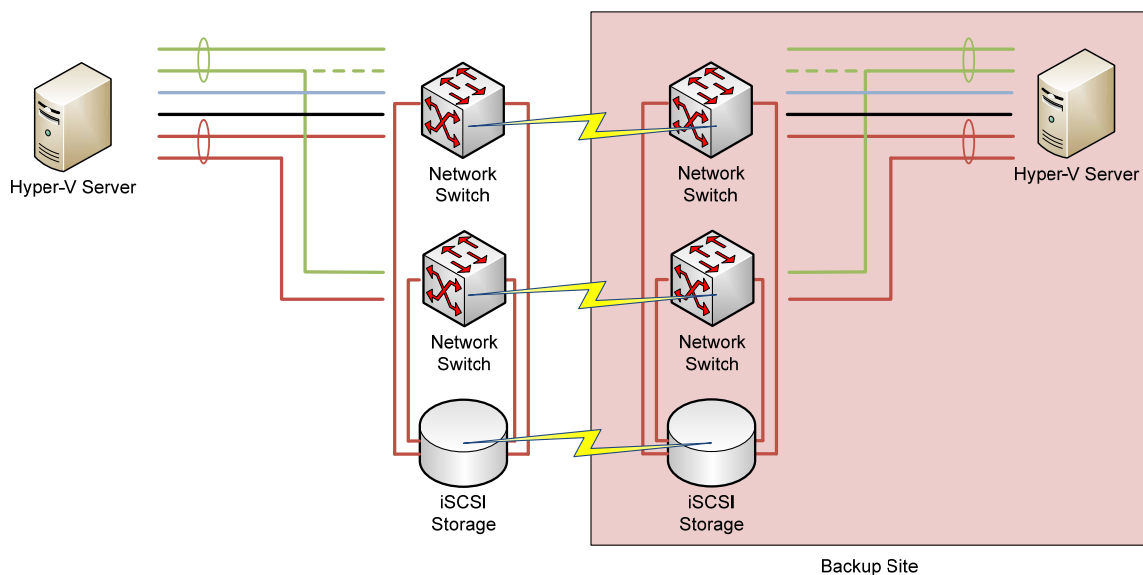 Hyper-V Server
Network
Switch
Network
Switch
Hyper-V Server
Network
Switch
Network
Switch
iSCSI
Storage
iSCSI
Storage
Backup Site